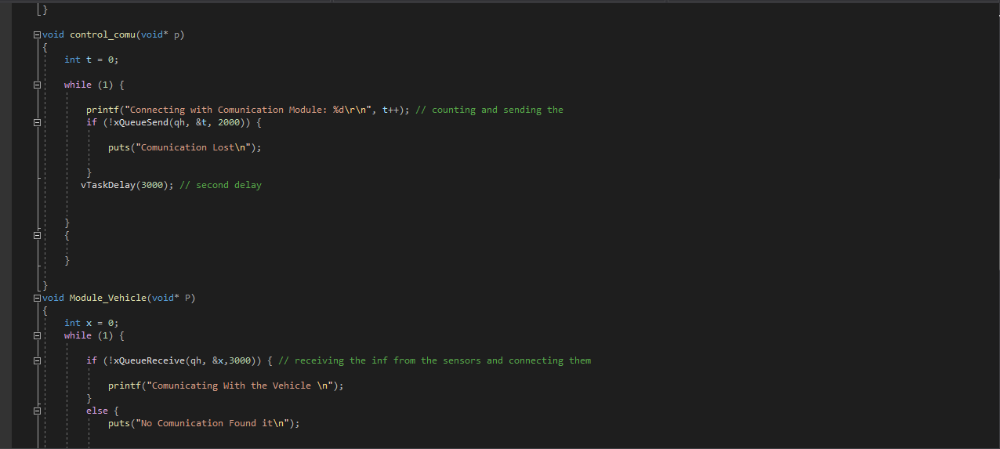 }
void control_comu(void* p)
{
int t = 0;
while (1) {
printf("Connecting with Comunication Module: %d\r\n", t++); // counting and sending the
if (!xQueueSend(qh, &t, 2000)) {
puts("Comunication Lost\n");
}
vTaskDelay(3000); // second delay
}
{
}
}
void Module_Vehicle(void* P)
{
int x = 0;
while (1) {
if (!xQueueReceive(qh, &x,3000)) { // receiving the inf from the sensors and connecting them
printf("Comunicating With the Vehicle \n");
}
else {
puts("No Comunication Found it\n");